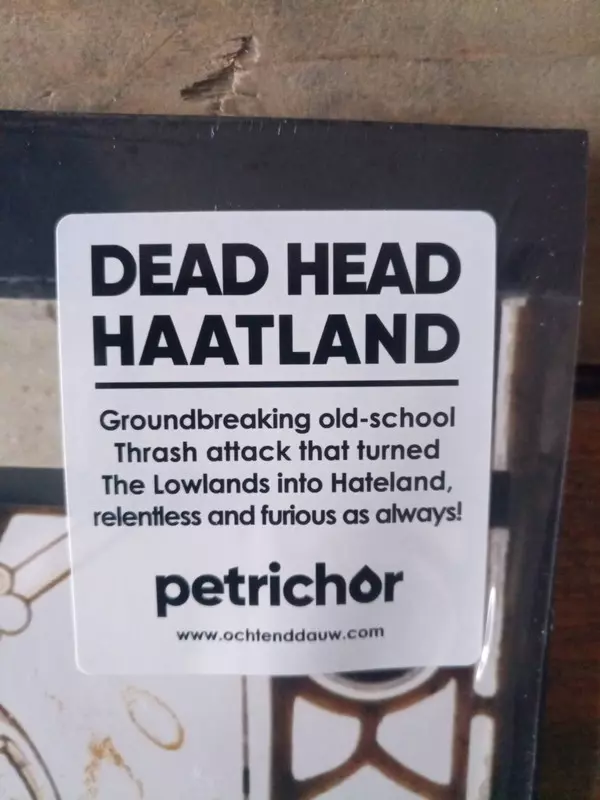 DEAD HEAD
HAATLAND
Groundbreaking old-school
Thrash attack that turned
The Lowlands into Hateland,
relentless and furious as always!
petrichor
www.ochtenddauw.com